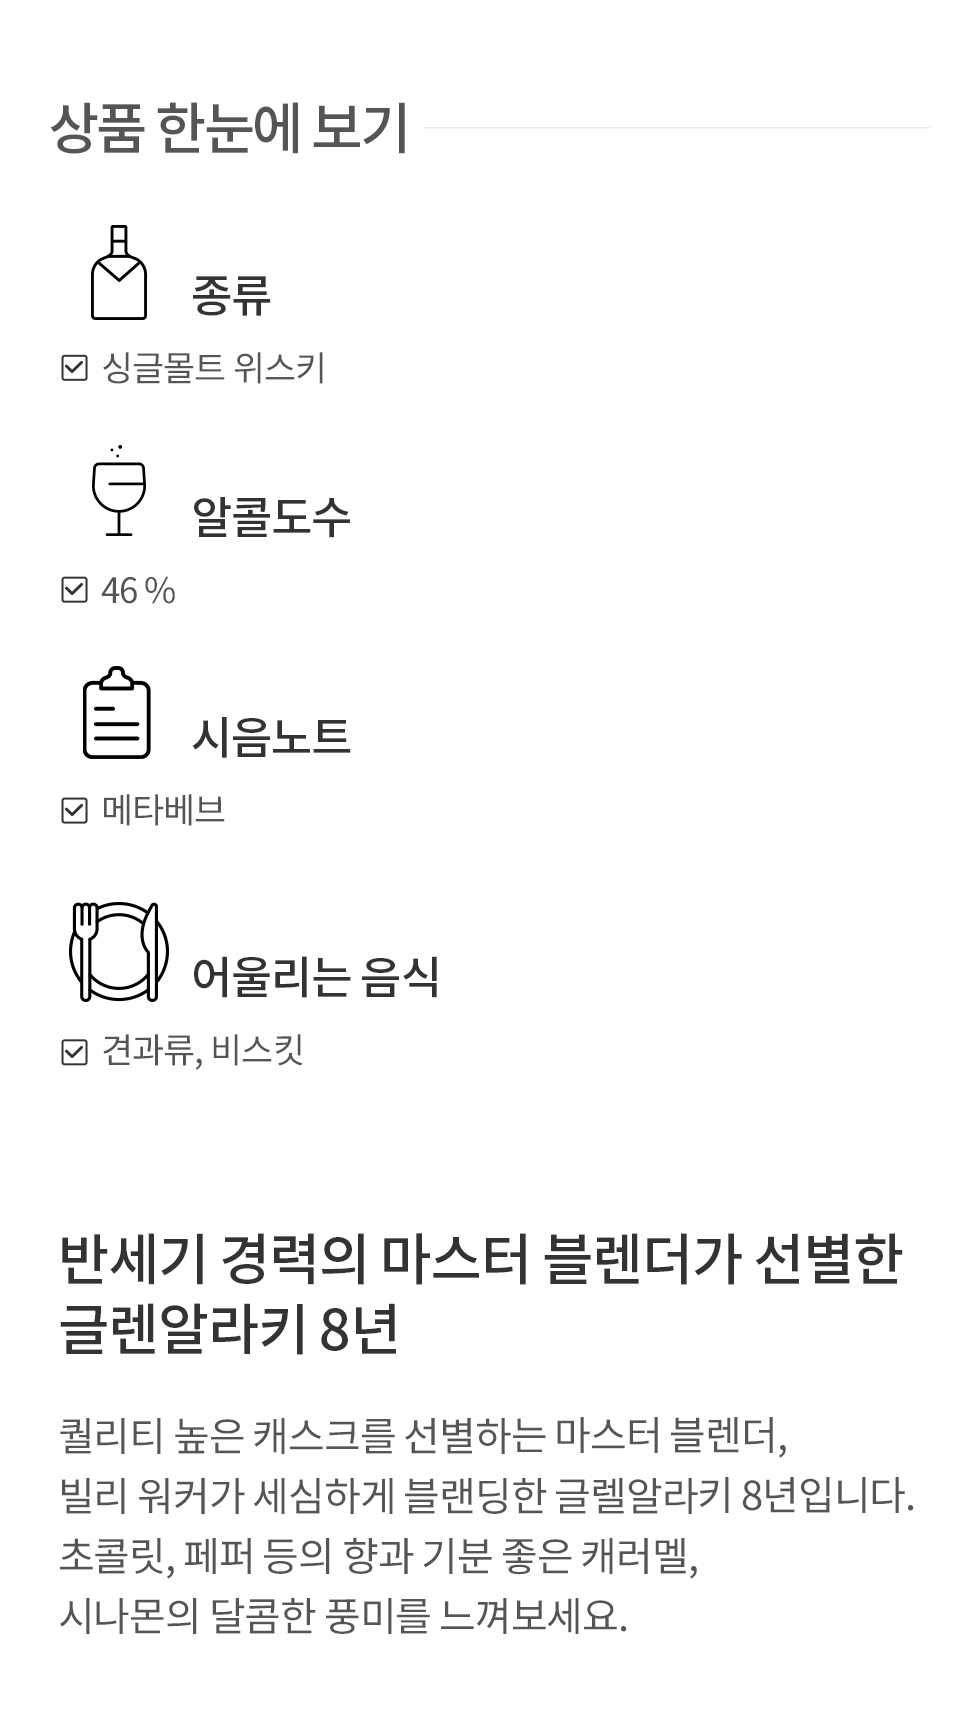 상품 한눈에 보기
종류
싱글몰트 위스키
알콜도수
46 %
시음노트
메타베브
어울리는 음식
견과류, 비스킷
반세기 경력의 마스터 블렌더가 선별한
글렌알라키 8년
퀄리티 높은 캐스크를 선별하는 마스터 블렌더,
빌리 워커가 세심하게 블랜딩한 글렐알라키 8년입니다.
초콜릿, 페퍼 등의 향과 기분 좋은 캐러멜,
시나몬의 달콤한 풍미를 느껴보세요.